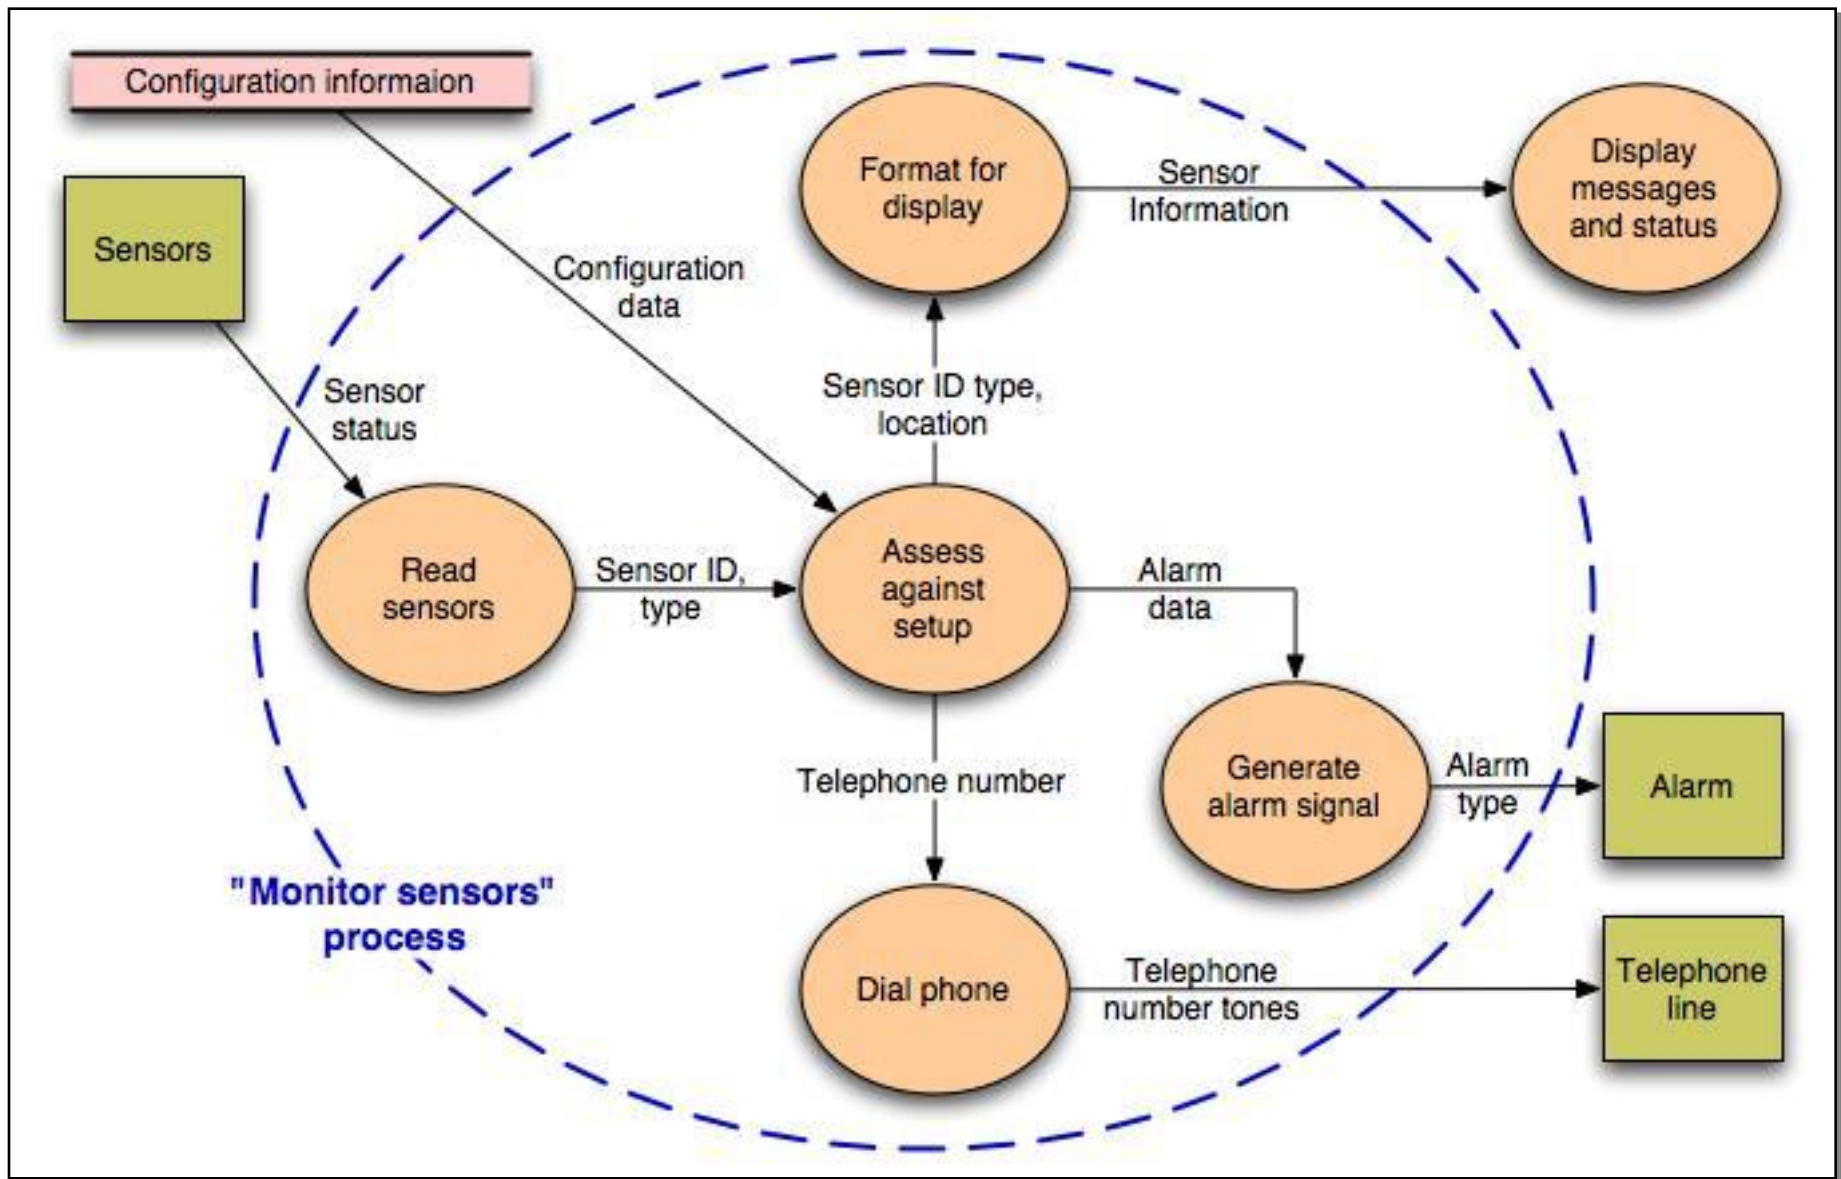 Configuration informaion
Sensors
Format for
display
Sensor
Information
Display
messages
and status
Configuration
data
Sensor
status
Sensor ID type,
location
Read
sensors
Sensor ID,
type
Assess
against
setup
Alarm
data
Telephone number
Generate
alarm signal
Alarm
type
Alarm
"Monitor sensors"
process
Dial phone
Telephone
number tones
Telephone
line